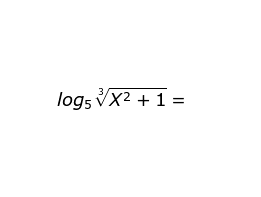 log₅∛(X² + 1) =